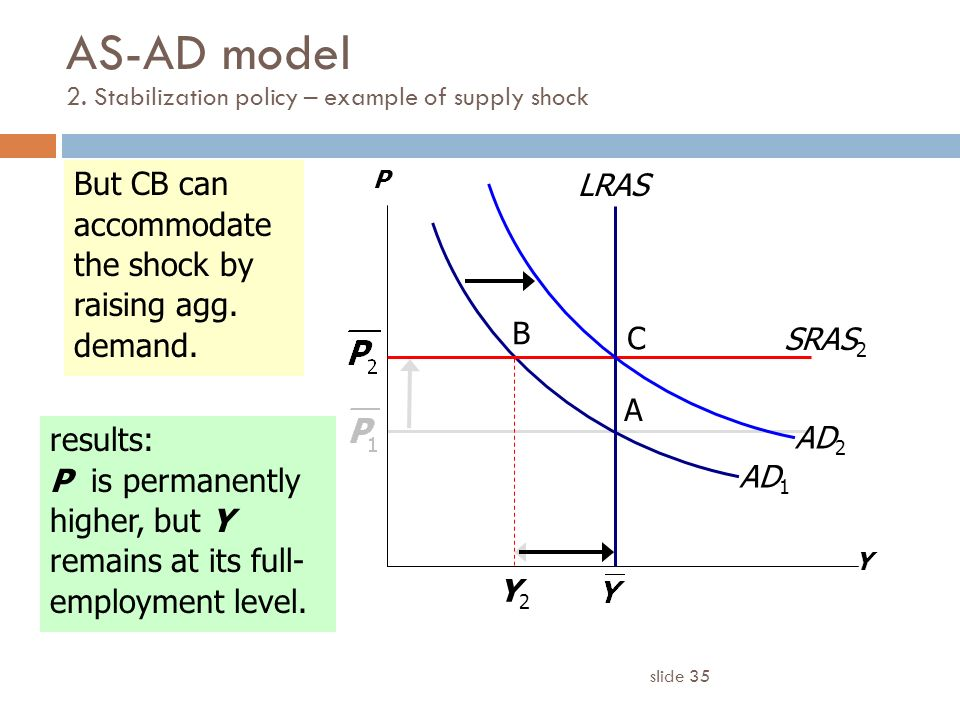 AS-AD model
2. Stabilization policy – example of supply shock
But CB can
accommodate
the shock by
raising agg.
demand.
results:
P is permanently
higher, but Y
remains at its full-
employment level.
P
LRAS
B
C
SRAS2
P̅2
A
P̅1
AD2
AD1
Y
Y2
Y̅
slide 35